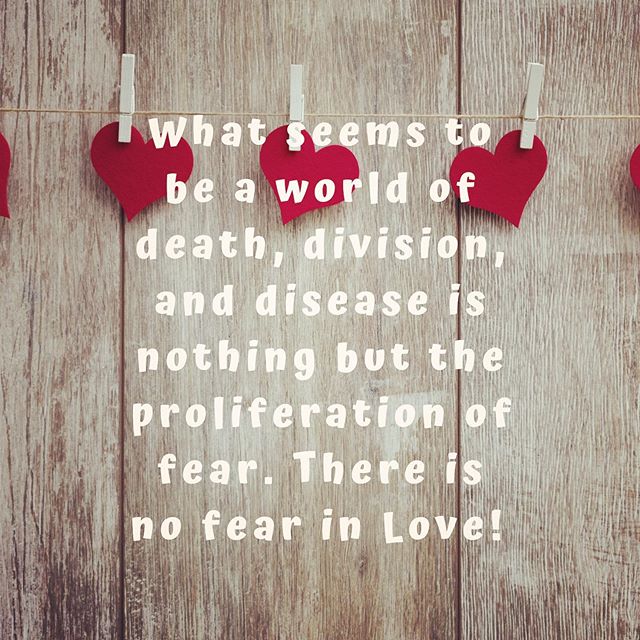 What seems to
be a world of
death, division,
and disease is
nothing but the
proliferation of
fear. There is
no fear in Love!